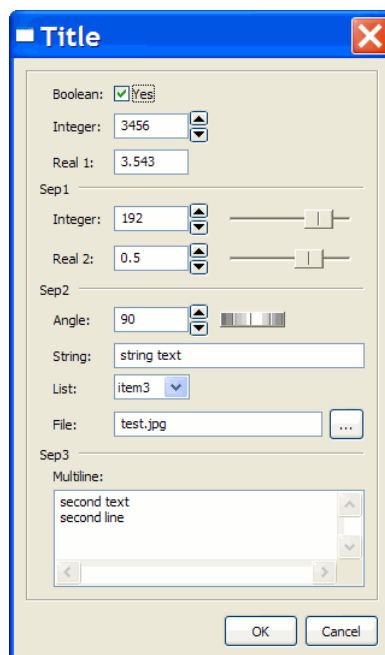 Title
Boolean: Yes
Integer: 3456
Real 1: 3.543
Sep1
Integer: 192
Real 2: 0.5
Sep2
Angle: 90
String: string text
List: item3
File: test.jpg ...
Sep3
Multiline:
second text
second line
OK Cancel